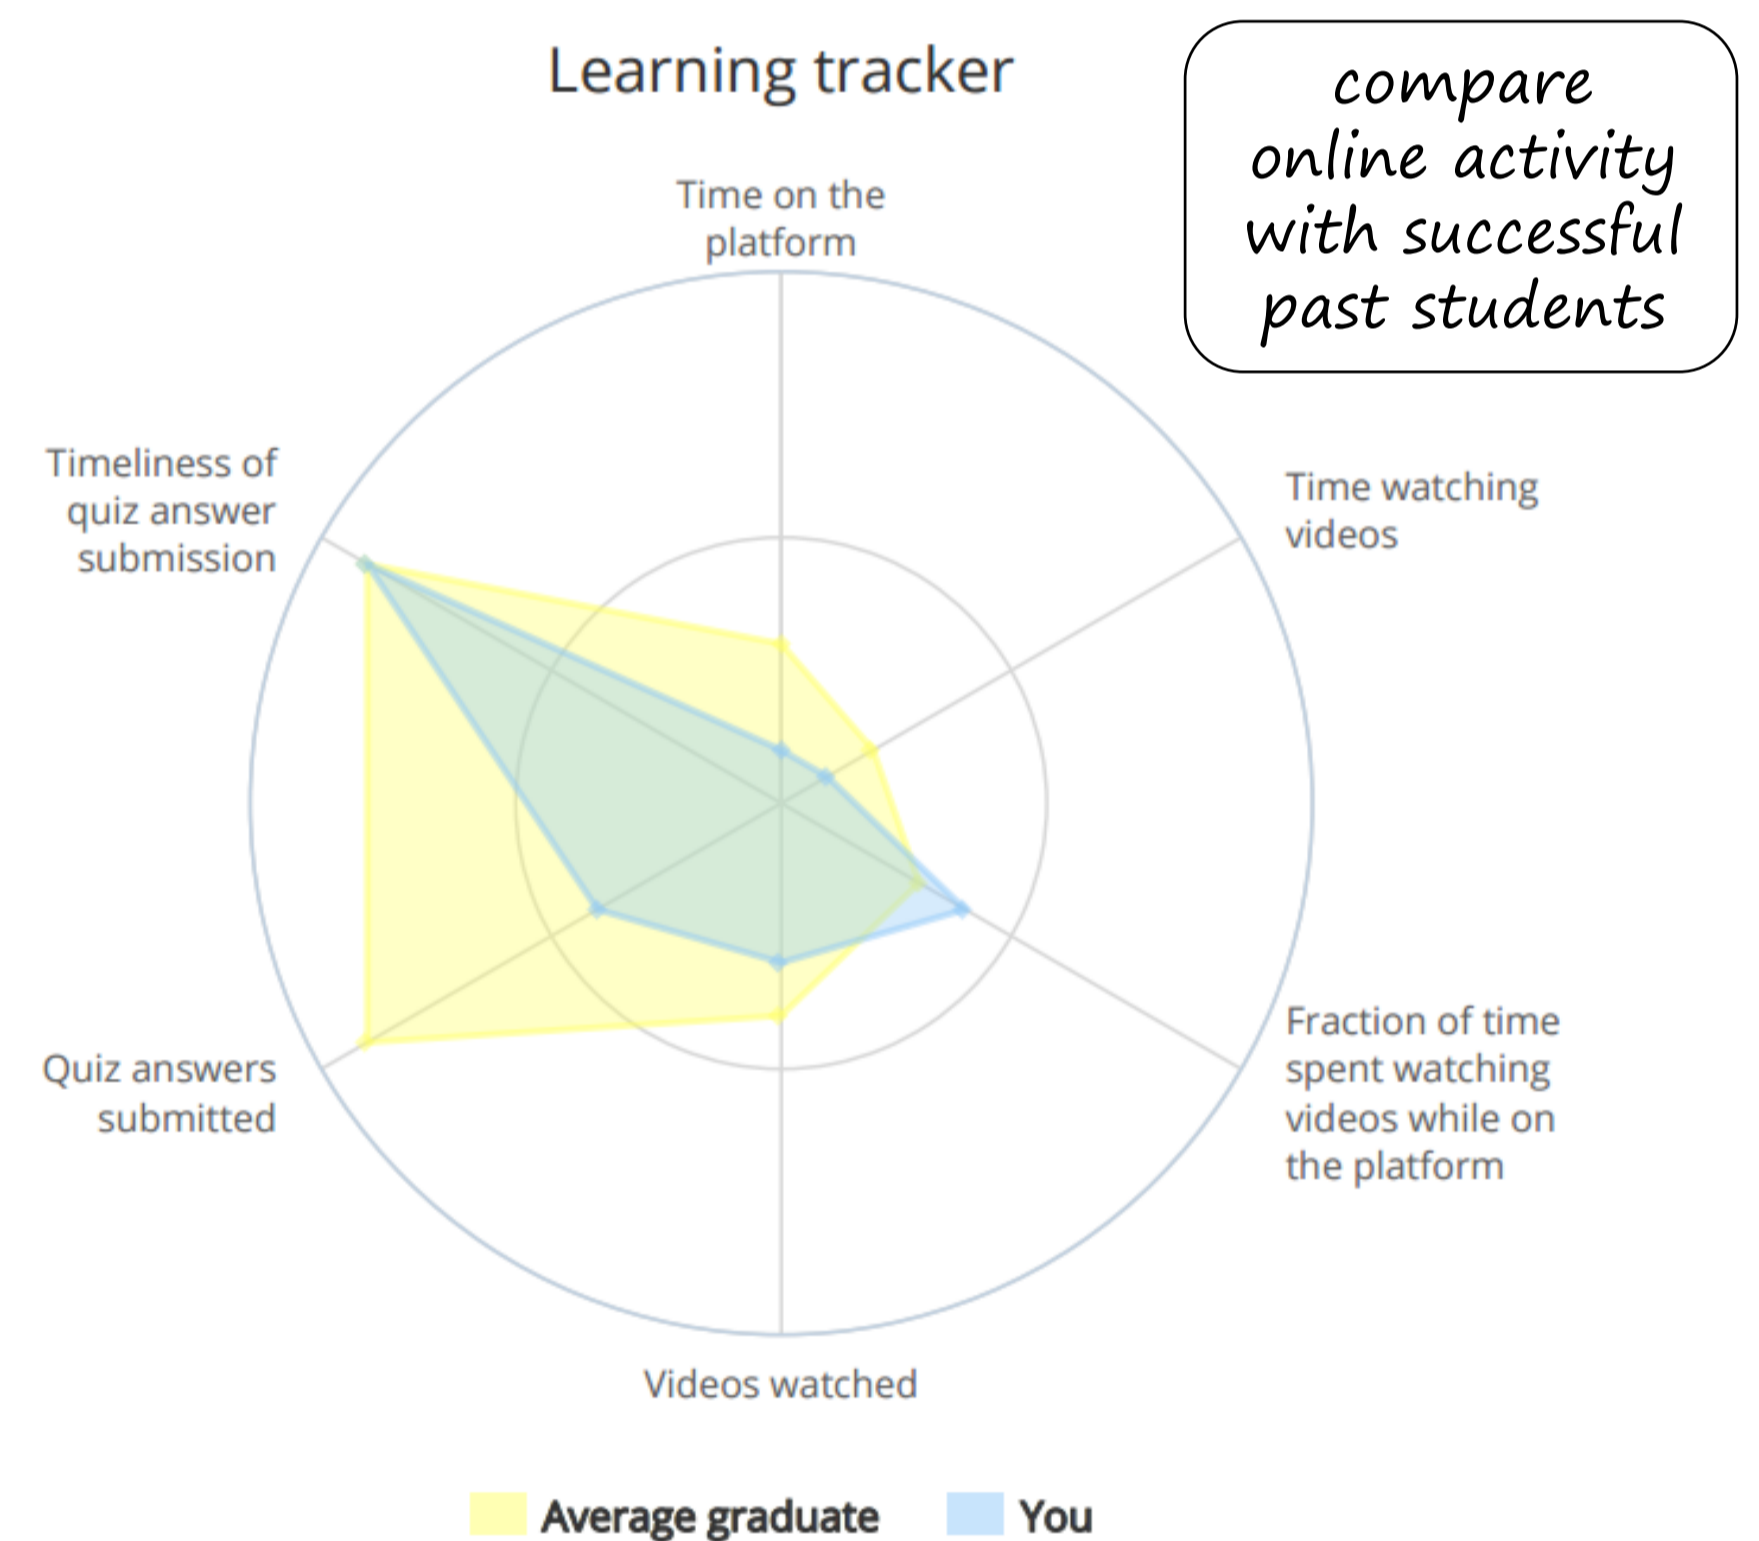 Learning tracker
compare
online activity
with successful
past students
Time on the
platform
Timeliness of
quiz answer
submission
Time watching
videos
Quiz answers
submitted
Fraction of time
spent watching
videos while on
the platform
Videos watched
Average graduate
You